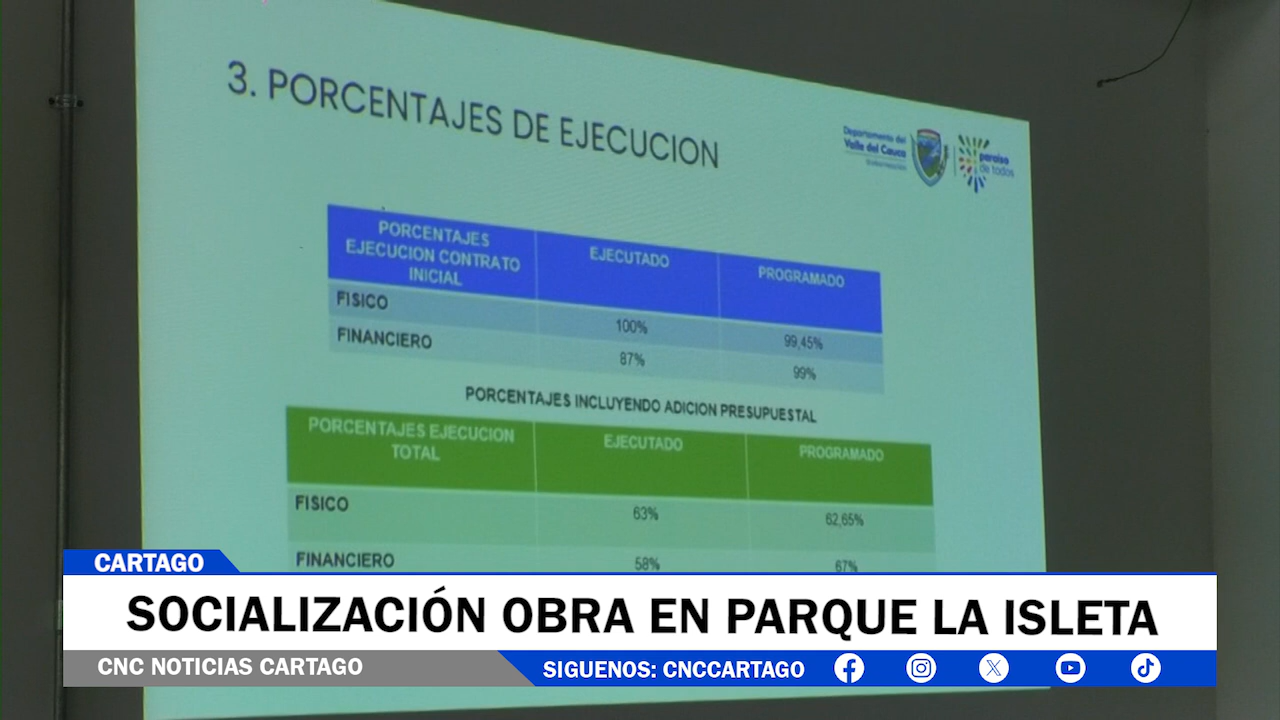 3. PORCENTAJES DE EJECUCION
Departamento del
Valle del Cauca
Gobernación
paraíso
de todos
PORCENTAJES EJECUCION CONTRATO INICIAL EJECUTADO PROGRAMADO
FISICO 100% 99,45%
FINANCIERO 87% 99%
PORCENTAJES INCLUYENDO ADICION PRESUPUESTAL
PORCENTAJES EJECUCION TOTAL EJECUTADO PROGRAMADO
FISICO 63% 62,65%
FINANCIERO 58% 67%
CARTAGO
SOCIALIZACIÓN OBRA EN PARQUE LA ISLETA
CNC NOTICIAS CARTAGO
SIGUENOS: CNCCARTAGO